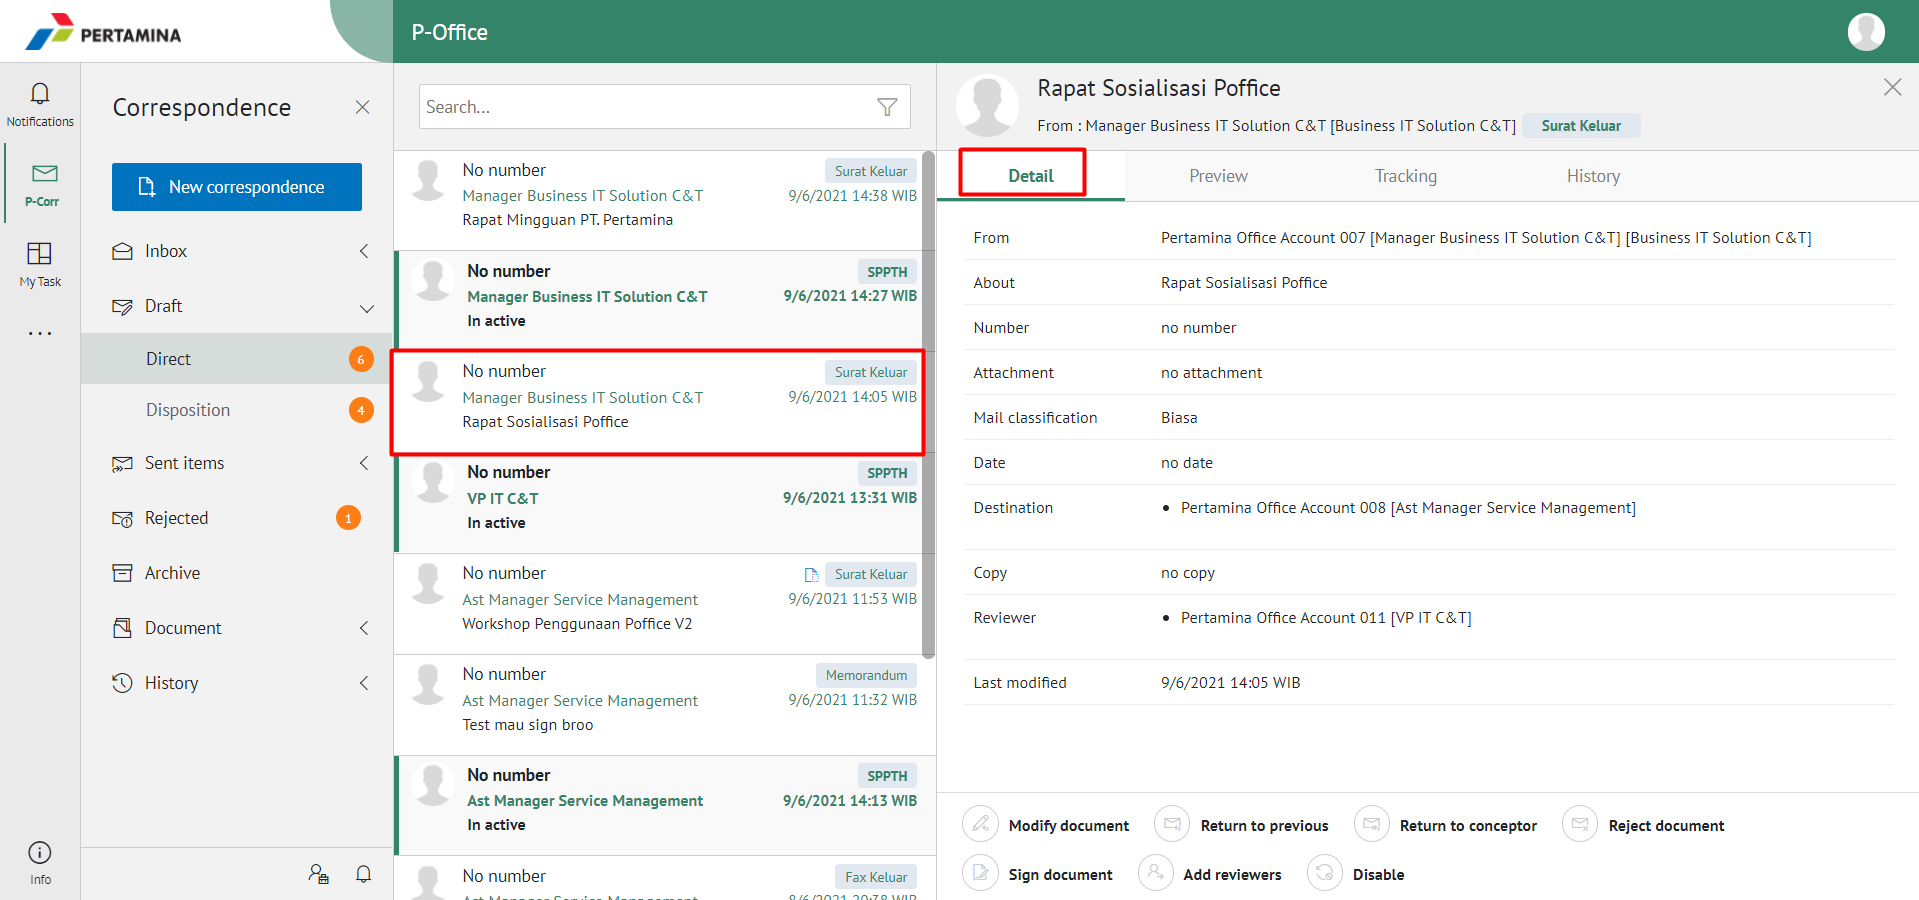 PERTAMINA
P-Office
Notifications
P-Corr
My Task
Info
Correspondence
New correspondence
Inbox
Draft
Direct 6
Disposition 4
Sent items
Rejected 1
Archive
Document
History
Search...
No number Surat Keluar
Manager Business IT Solution C&T 9/6/2021 14:38 WIB
Rapat Mingguan PT. Pertamina
No number SPPTH
Manager Business IT Solution C&T 9/6/2021 14:27 WIB
In active
No number Surat Keluar
Manager Business IT Solution C&T 9/6/2021 14:05 WIB
Rapat Sosialisasi Poffice
No number SPPTH
VP IT C&T 9/6/2021 13:31 WIB
In active
No number Surat Keluar
Ast Manager Service Management 9/6/2021 11:53 WIB
Workshop Penggunaan Poffice V2
No number Memorandum
Ast Manager Service Management 9/6/2021 11:32 WIB
Test mau sign broo
No number SPPTH
Ast Manager Service Management 9/6/2021 14:13 WIB
In active
No number Fax Keluar
Ast Manager Service Management 8/6/2021 20:38 WIB
Rapat Sosialisasi Poffice
From : Manager Business IT Solution C&T [Business IT Solution C&T] Surat Keluar
Detail Preview Tracking History
From Pertamina Office Account 007 [Manager Business IT Solution C&T] [Business IT Solution C&T]
About Rapat Sosialisasi Poffice
Number no number
Attachment no attachment
Mail classification Biasa
Date no date
Destination • Pertamina Office Account 008 [Ast Manager Service Management]
Copy no copy
Reviewer • Pertamina Office Account 011 [VP IT C&T]
Last modified 9/6/2021 14:05 WIB
Modify document Return to previous Return to conceptor Reject document
Sign document Add reviewers Disable